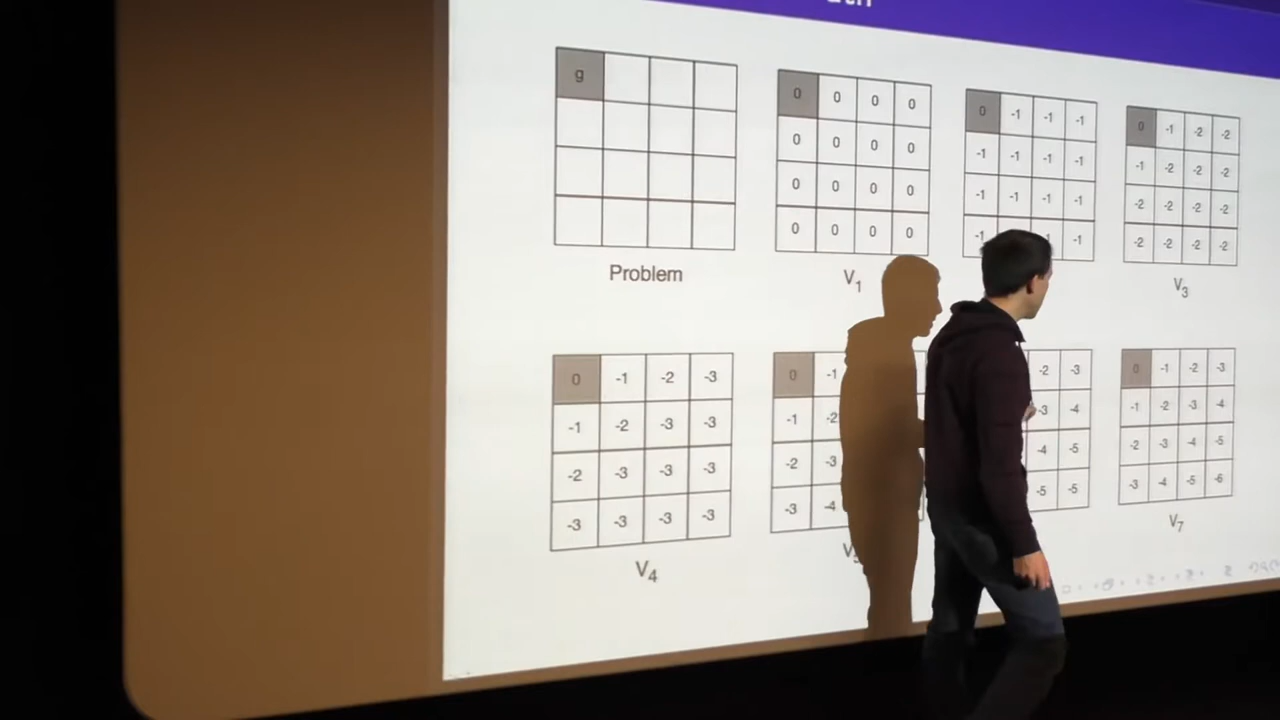 g
0 0 0 0
0 0 0 0
0 0 0 0
0 0 0 0
0 -1 -1 -1
-1 -1 -1 -1
-1 -1 -1 -1
-1 -1
0 -1 -2 -2
-1 -2 -2 -2
-2 -2 -2 -2
-2 -2 -2 -2
Problem
V1
V3
0 -1 -2 -3
-1 -2 -3 -3
-2 -3 -3 -3
-3 -3 -3 -3
0 -1
-1 -2
-2 -3
-3 -4
-2 -3
-3 -4
-4 -5
-5 -5
0 -1 -2 -3
-1 -2 -3 -4
-2 -3 -4 -5
-3 -4 -5 -6
V4
V7